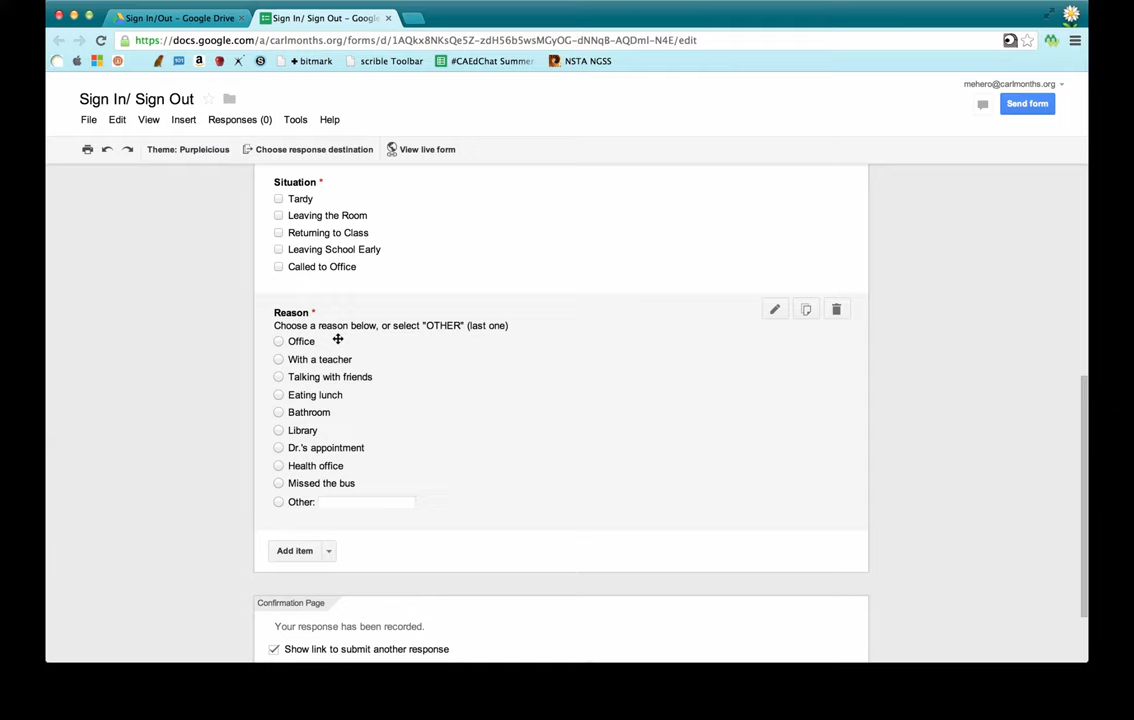 Sign In/Out - Google Drive
Sign In/ Sign Out - Google
https://docs.google.com/a/carlmonths.org/forms/d/1AQkx8NKsQe5Z-zdH56b5wsMGyOG-dNNqB-AQDmI-N4E/edit
+ bitmark scrible Toolbar #CAEdChat Summer NSTA NGSS
mehero@carlmonths.org
Sign In/ Sign Out
Send form
File Edit View Insert Responses (0) Tools Help
Theme: Purpleicious Choose response destination View live form
Situation *
Tardy
Leaving the Room
Returning to Class
Leaving School Early
Called to Office
Reason *
Choose a reason below, or select "OTHER" (last one)
Office
With a teacher
Talking with friends
Eating lunch
Bathroom
Library
Dr.'s appointment
Health office
Missed the bus
Other:
Add item
Confirmation Page
Your response has been recorded.
Show link to submit another response